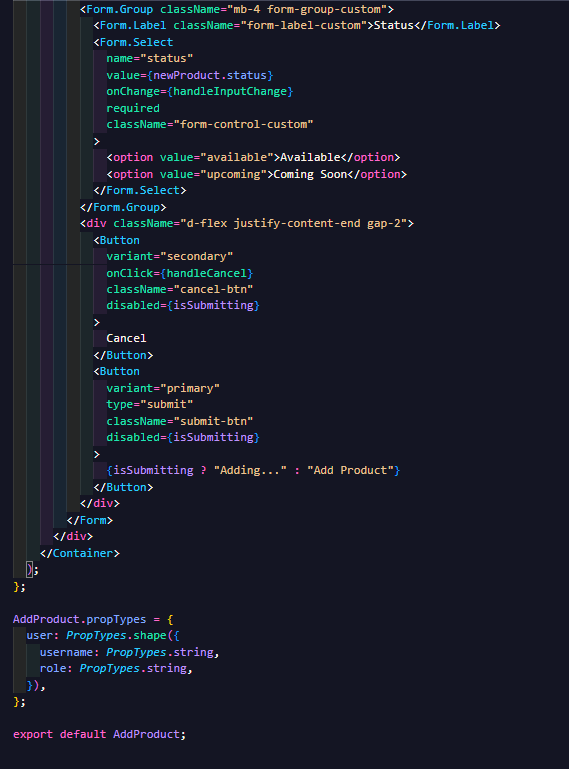 <Form.Group className="mb-4 form-group-custom">
<Form.Label className="form-label-custom">Status</Form.Label>
<Form.Select
name="status"
value={newProduct.status}
onChange={handleInputChange}
required
className="form-control-custom"
>
<option value="available">Available</option>
<option value="upcoming">Coming Soon</option>
</Form.Select>
</Form.Group>
<div className="d-flex justify-content-end gap-2">
<Button
variant="secondary"
onClick={handleCancel}
className="cancel-btn"
disabled={isSubmitting}
>
Cancel
</Button>
<Button
variant="primary"
type="submit"
className="submit-btn"
disabled={isSubmitting}
>
{isSubmitting ? "Adding..." : "Add Product"}
</Button>
</div>
</Form>
</div>
</Container>
);
};
AddProduct.propTypes = {
user: PropTypes.shape({
username: PropTypes.string,
role: PropTypes.string,
}),
};
export default AddProduct;